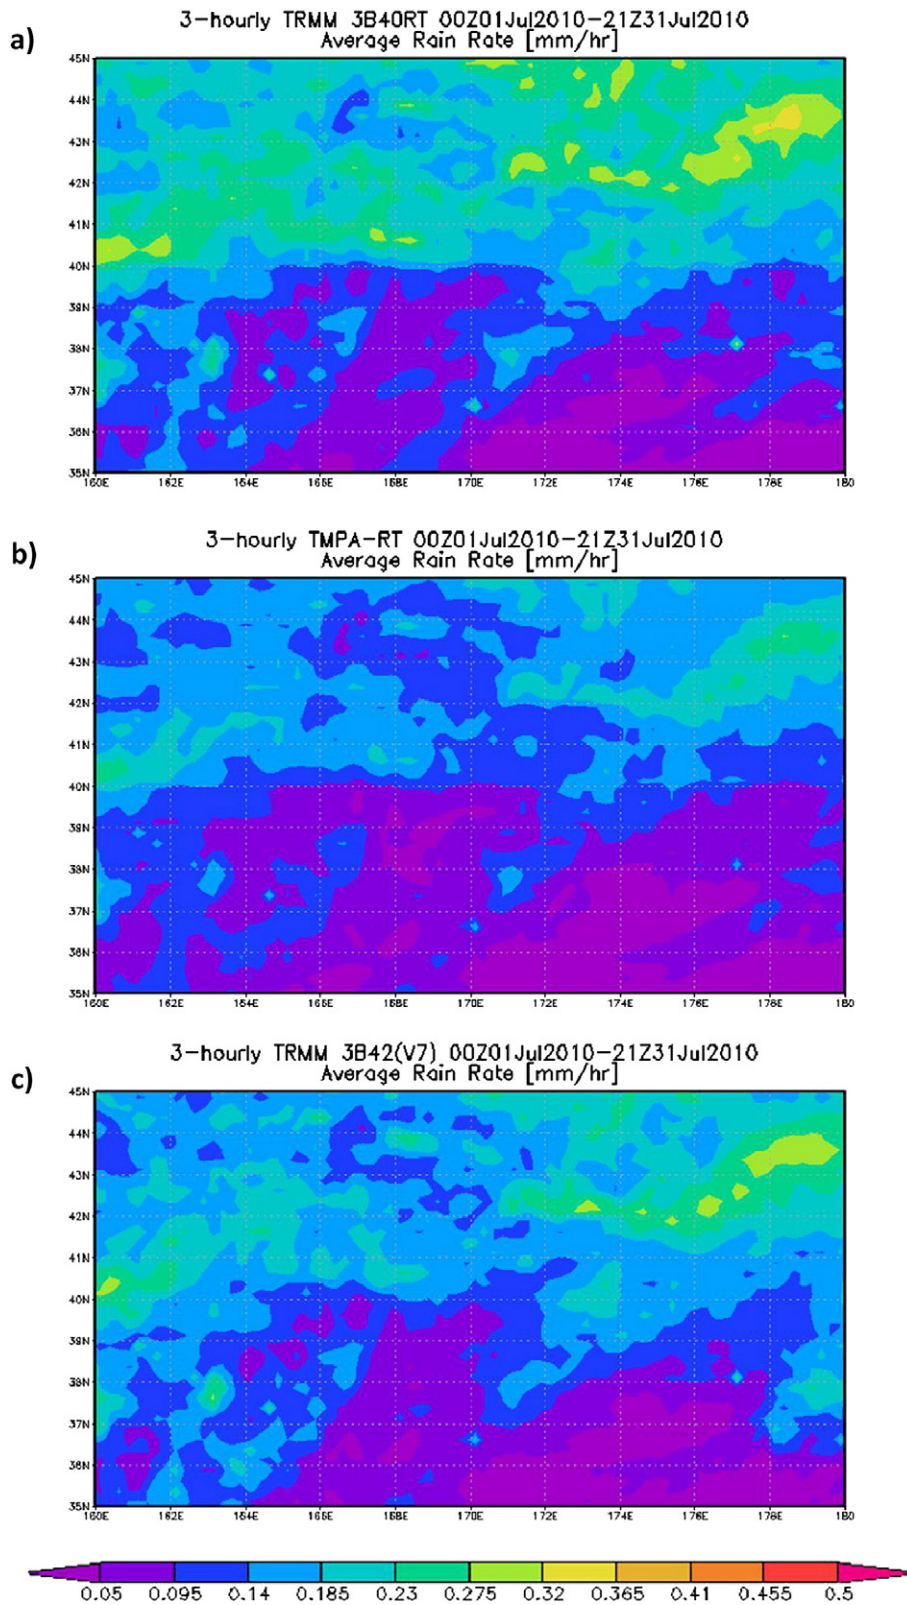 3-hourly TRMM 3B40RT 00Z01Jul2010-21Z31Jul2010
a)
Average Rain Rate [mm/hr]
45N
44N
43N
42N
41N
40N
39N
38N
37N
36N
35N
160E 162E 164E 166E 168E 170E 172E 174E 176E 178E 180
3-hourly TMPA-RT 00Z01Jul2010-21Z31Jul2010
b)
Average Rain Rate [mm/hr]
45N
44N
43N
42N
41N
40N
39N
38N
37N
36N
35N
160E 162E 164E 166E 168E 170E 172E 174E 176E 178E 180
3-hourly TRMM 3B42(V7) 00Z01Jul2010-21Z31Jul2010
c)
Average Rain Rate [mm/hr]
45N
44N
43N
42N
41N
40N
39N
38N
37N
36N
35N
160E 162E 164E 166E 168E 170E 172E 174E 176E 178E 180
0.05 0.095 0.14 0.185 0.23 0.275 0.32 0.365 0.41 0.455 0.5